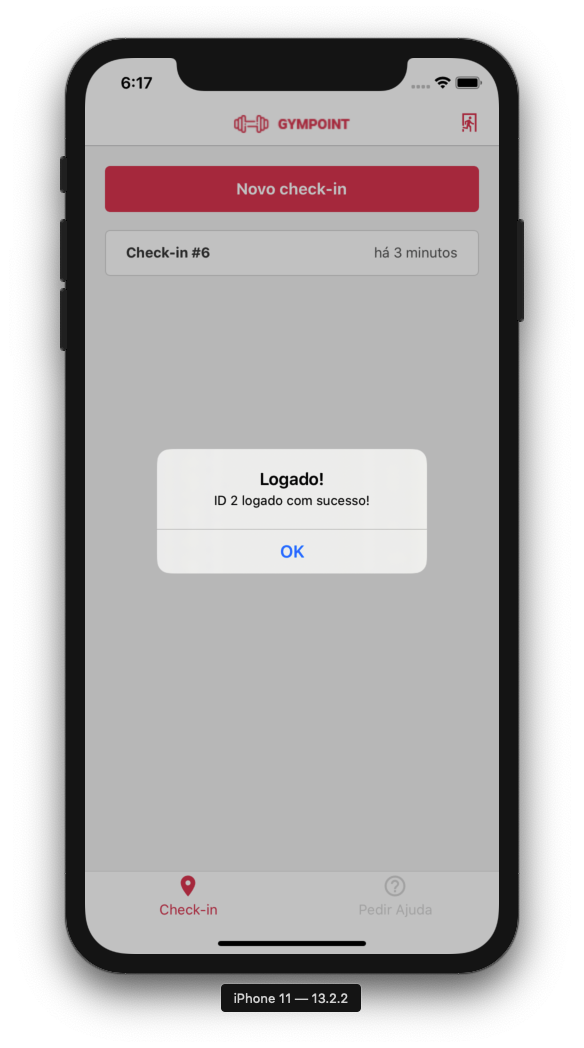 6:17
GYMPOINT
Novo check-in
Check-in #6 há 3 minutos
Logado!
ID 2 logado com sucesso!
OK
Check-in Pedir Ajuda
iPhone 11 — 13.2.2